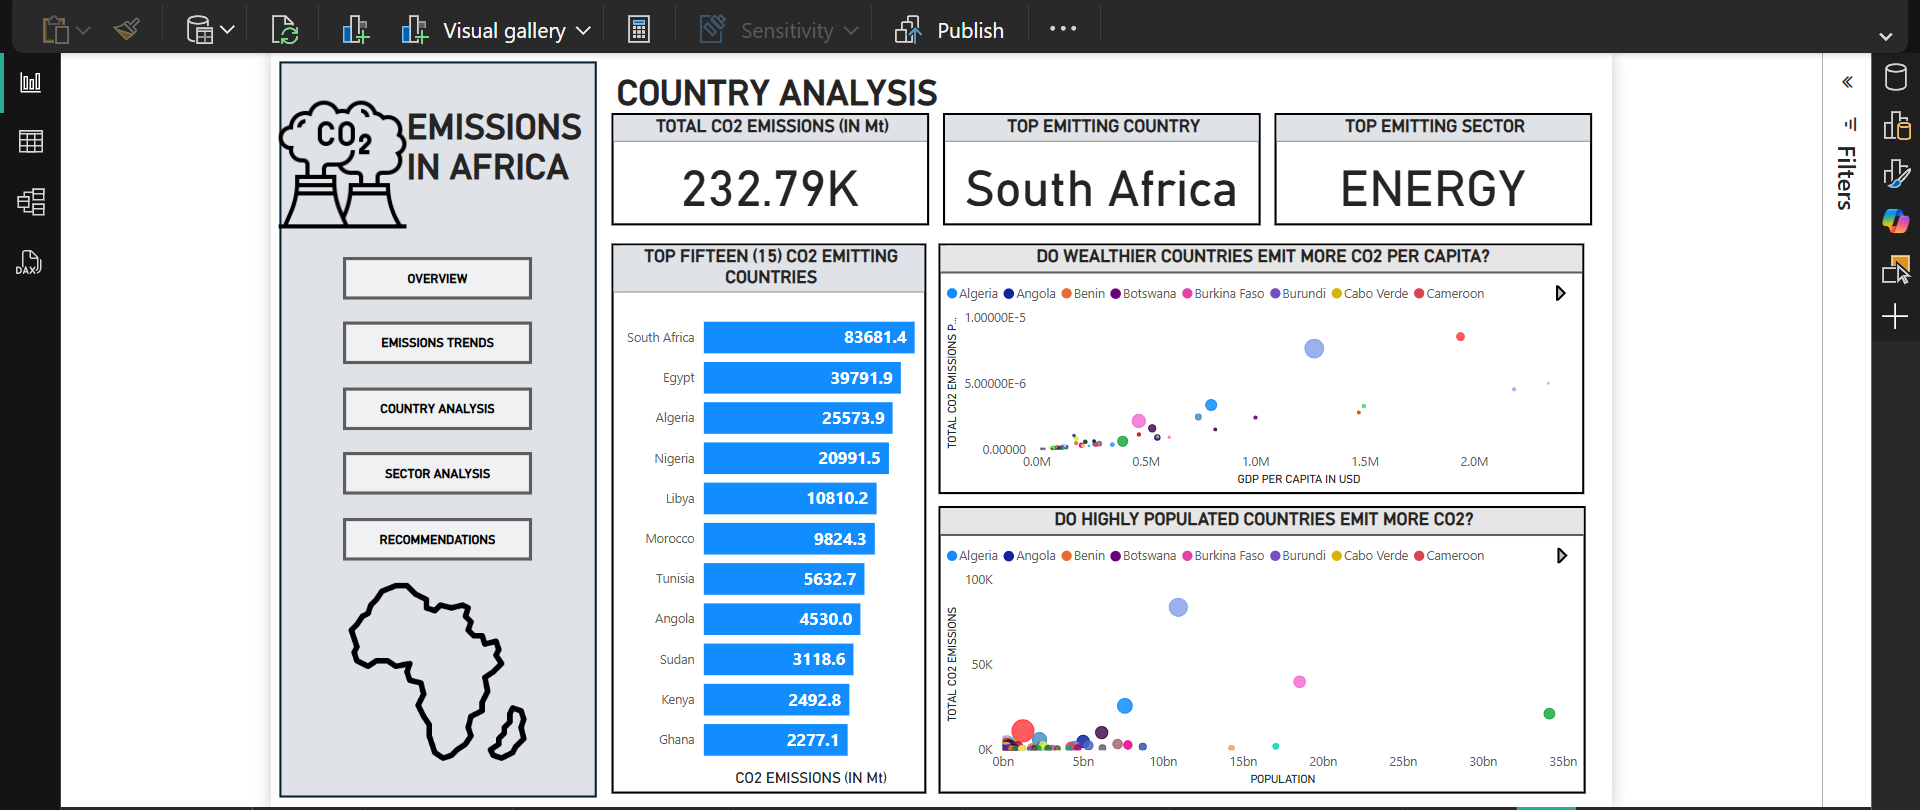 Visual gallery
Sensitivity
Publish
CO2
EMISSIONS
IN AFRICA
OVERVIEW
EMISSIONS TRENDS
COUNTRY ANALYSIS
SECTOR ANALYSIS
RECOMMENDATIONS
COUNTRY ANALYSIS
TOTAL CO2 EMISSIONS (IN Mt)
232.79K
TOP EMITTING COUNTRY
South Africa
TOP EMITTING SECTOR
ENERGY
TOP FIFTEEN (15) CO2 EMITTING
COUNTRIES
South Africa 83681.4
Egypt 39791.9
Algeria 25573.9
Nigeria 20991.5
Libya 10810.2
Morocco 9824.3
Tunisia 5632.7
Angola 4530.0
Sudan 3118.6
Kenya 2492.8
Ghana 2277.1
CO2 EMISSIONS (IN Mt)
DO WEALTHIER COUNTRIES EMIT MORE CO2 PER CAPITA?
Algeria Angola Benin Botswana Burkina Faso Burundi Cabo Verde Cameroon
TOTAL CO2 EMISSIONS P...
1.00000E-5
5.00000E-6
0.00000
0.0M 0.5M 1.0M 1.5M 2.0M
GDP PER CAPITA IN USD
DO HIGHLY POPULATED COUNTRIES EMIT MORE CO2?
Algeria Angola Benin Botswana Burkina Faso Burundi Cabo Verde Cameroon
TOTAL CO2 EMISSIONS
100K
50K
0K
0bn 5bn 10bn 15bn 20bn 25bn 30bn 35bn
POPULATION
Filters
DAX